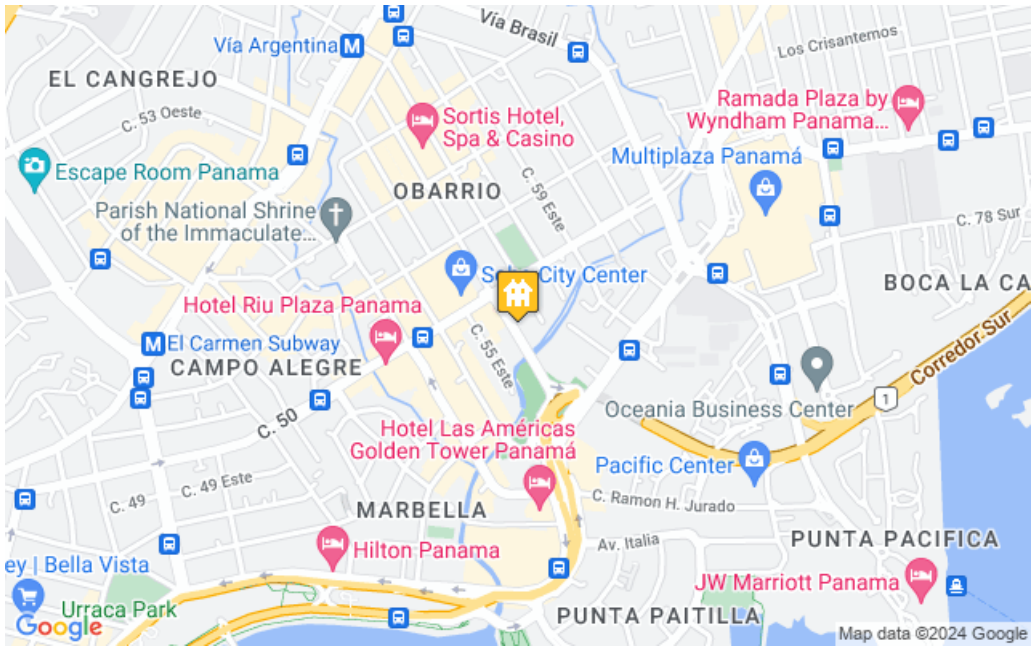 Vía Argentina
M
Vía Brasil
Los Crisantemos
EL CANGREJO
C. 53 Oeste
Sortis Hotel,
Spa & Casino
Ramada Plaza by
Wyndham Panama...
Multiplaza Panamá
Escape Room Panama
OBARRIO
C. 59 Este
Parish National Shrine
of the Immaculate...
C. 78 Sur
City Center
BOCA LA CA
Hotel Riu Plaza Panama
M
El Carmen Subway
C. 55 Este
CAMPO ALEGRE
Corredor Sur
1
C. 50
Oceania Business Center
Hotel Las Américas
Golden Tower Panamá
Pacific Center
C. 49 Este
C. 49
C. Ramon H. Jurado
MARBELLA
Av. Italia
PUNTA PACIFICA
Hilton Panama
ey | Bella Vista
JW Marriott Panama
Urraca Park
PUNTA PAITILLA
Google
Map data ©2024 Google